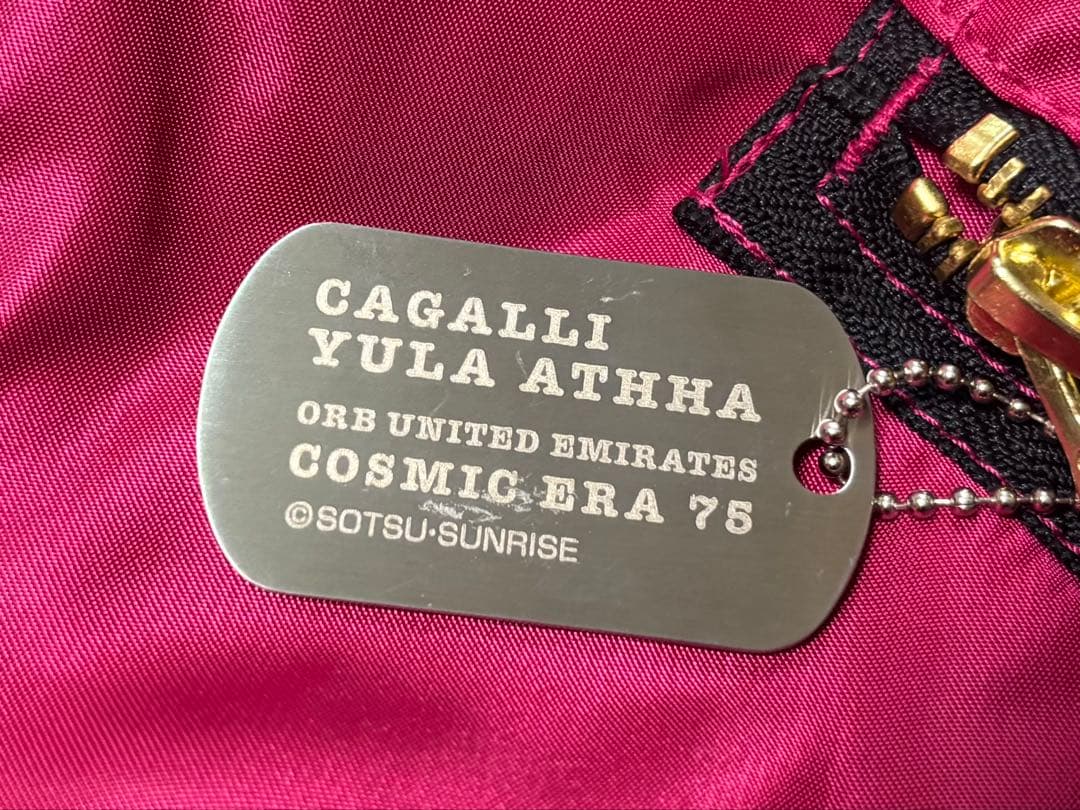 CAGALLI
YULA ATHHA
ORB UNITED EMIRATES
COSMIC ERA 75
©SOTSU·SUNRISE